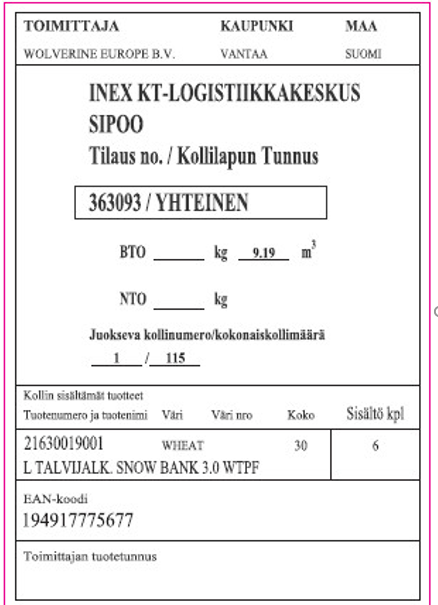 TOIMITTAJA KAUPUNKI MAA
WOLVERINE EUROPE B.V. VANTAA SUOMI
INEX KT-LOGISTIIKKAKESKUS
SIPOO
Tilaus no. / Kollilapun Tunnus
363093 / YHTEINEN
BTO ______ kg 9.19 m³
NTO ______ kg
Juokseva kollinumero/kokonaiskollimäärä
1 / 115
Kollin sisältämät tuotteet
Tuotenumero ja tuotenimi Väri Väri nro Koko Sisältö kpl
21630019001 WHEAT 30 6
L TALVIJALK. SNOW BANK 3.0 WTPF
EAN-koodi
194917775677
Toimittajan tuotetunnus